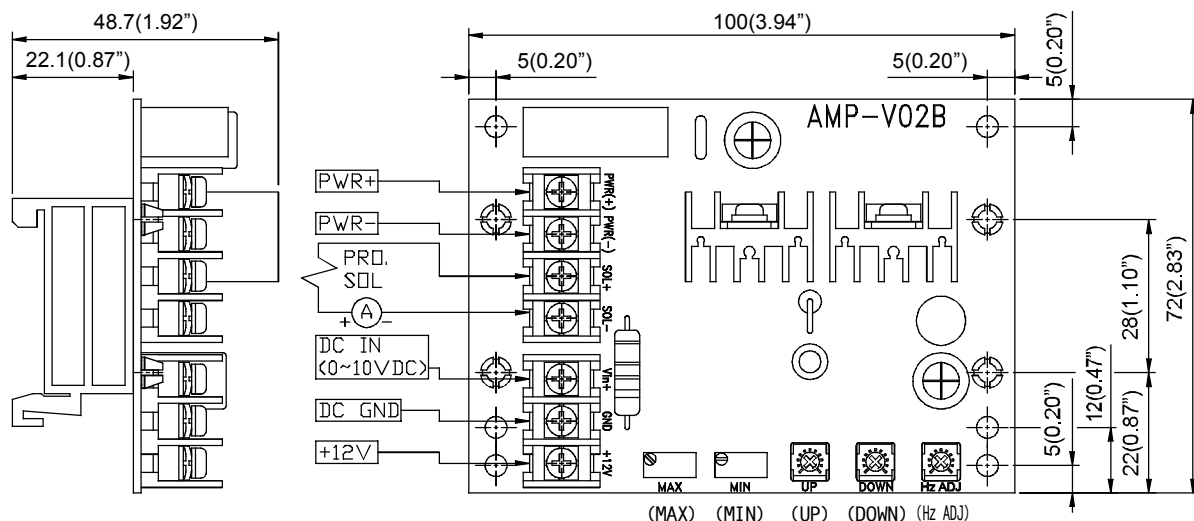 48.7(1.92”)
22.1(0.87”)
100(3.94”)
5(0.20”)
5(0.20”)
5(0.20”)
AMP-V02B
PWR+
PWR(+)
PWR-
PWR(-)
PRO.
SOL
SOL+
+ A -
SOL-
DC IN
(0~10VDC)
Vin+
DC GND
GND
+12V
+12V
28(1.10”)
72(2.83”)
12(0.47”)
5(0.20”)
22(0.87”)
MAX MIN UP DOWN Hz ADJ
(MAX) (MIN) (UP) (DOWN) (Hz ADJ)